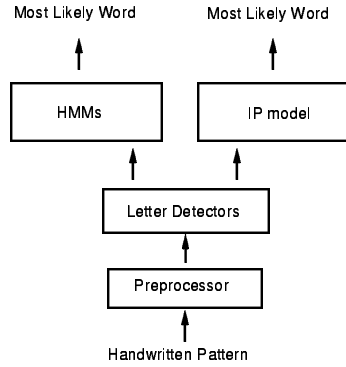 Most Likely Word Most Likely Word
HMMs IP model
Letter Detectors
Preprocessor
Handwritten Pattern